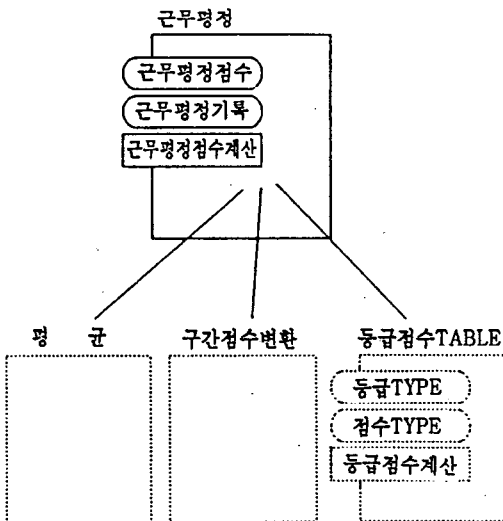 근무평정
근무평정점수
근무평정기록
근무평정점수계산
평 균
구간점수변환
등급점수TABLE
등급TYPE
점수TYPE
등급점수계산